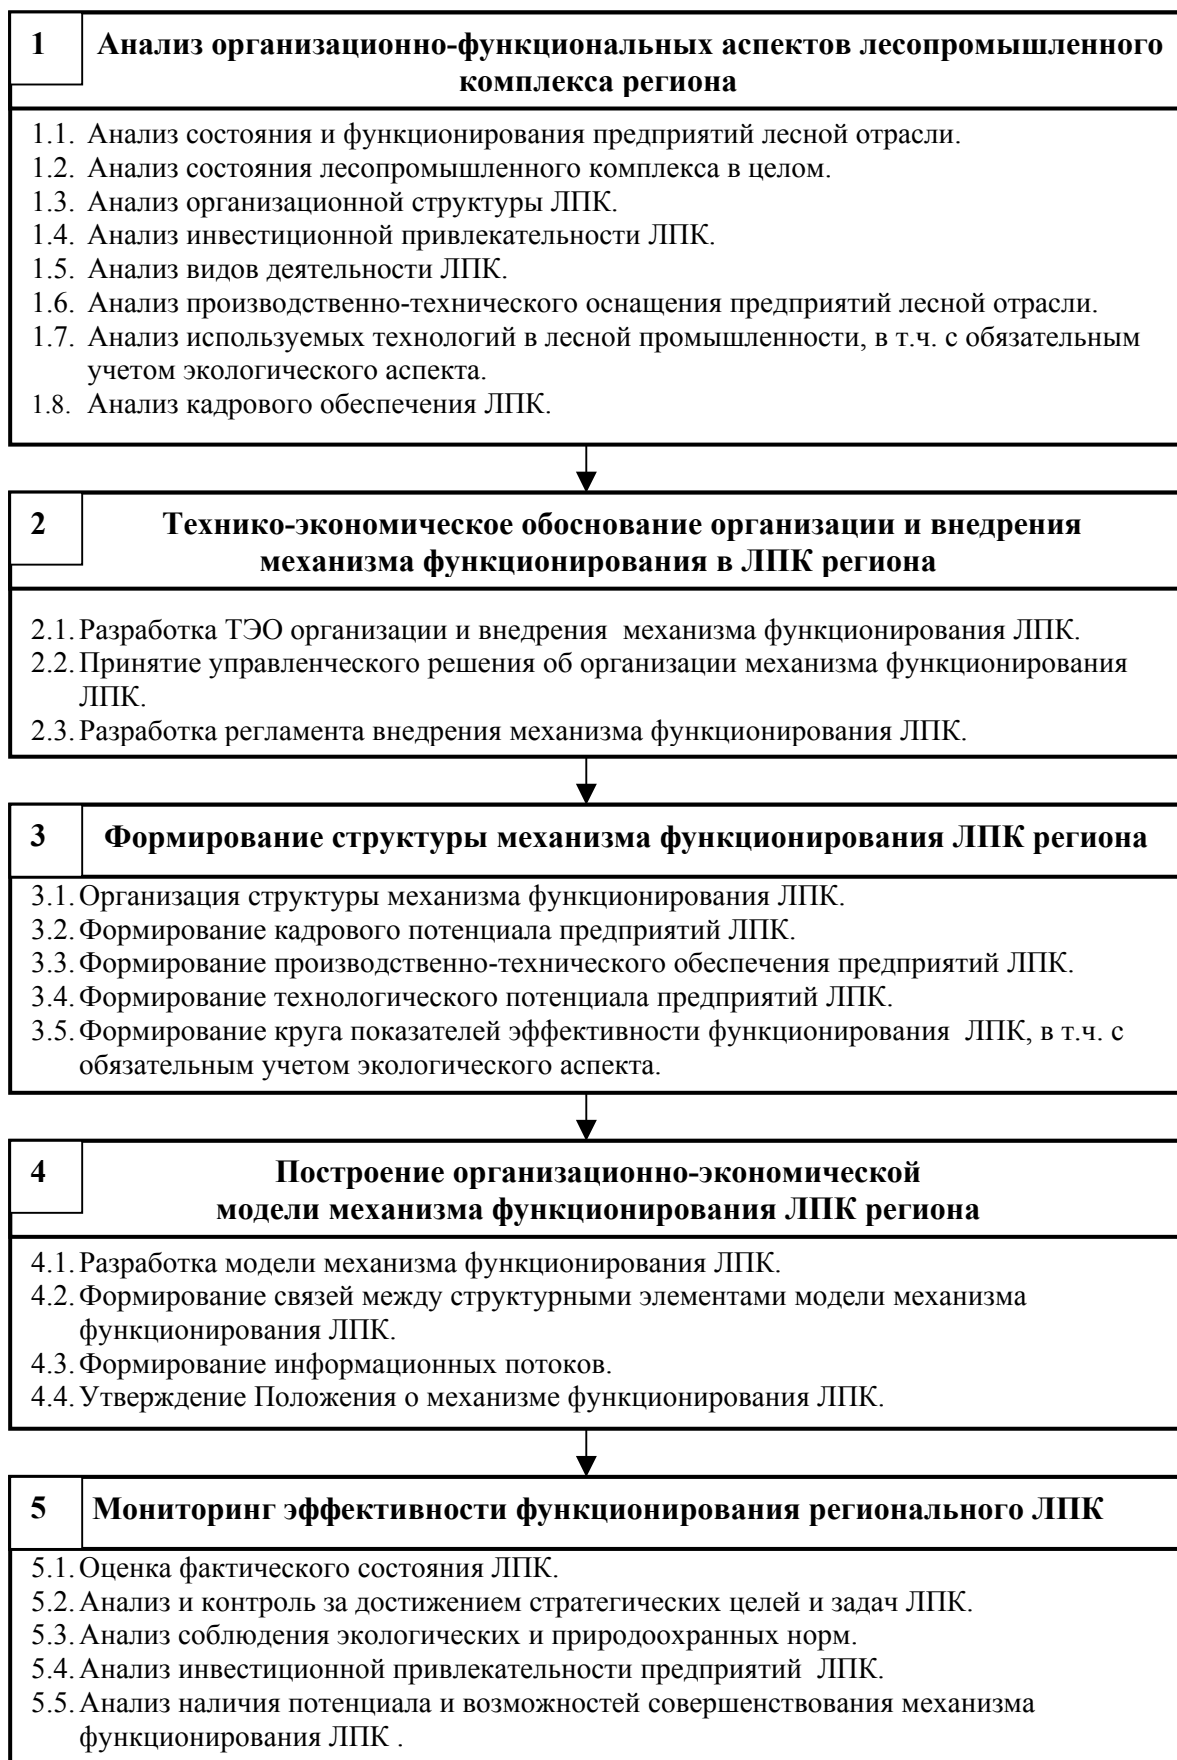 1
Анализ организационно-функциональных аспектов лесопромышленного
комплекса региона
1.1. Анализ состояния и функционирования предприятий лесной отрасли.
1.2. Анализ состояния лесопромышленного комплекса в целом.
1.3. Анализ организационной структуры ЛПК.
1.4. Анализ инвестиционной привлекательности ЛПК.
1.5. Анализ видов деятельности ЛПК.
1.6. Анализ производственно-технического оснащения предприятий лесной отрасли.
1.7. Анализ используемых технологий в лесной промышленности, в т.ч. с обязательным
учетом экологического аспекта.
1.8. Анализ кадрового обеспечения ЛПК.
2
Технико-экономическое обоснование организации и внедрения
механизма функционирования в ЛПК региона
2.1. Разработка ТЭО организации и внедрения механизма функционирования ЛПК.
2.2. Принятие управленческого решения об организации механизма функционирования
ЛПК.
2.3. Разработка регламента внедрения механизма функционирования ЛПК.
3
Формирование структуры механизма функционирования ЛПК региона
3.1. Организация структуры механизма функционирования ЛПК.
3.2. Формирование кадрового потенциала предприятий ЛПК.
3.3. Формирование производственно-технического обеспечения предприятий ЛПК.
3.4. Формирование технологического потенциала предприятий ЛПК.
3.5. Формирование круга показателей эффективности функционирования ЛПК, в т.ч. с
обязательным учетом экологического аспекта.
4
Построение организационно-экономической
модели механизма функционирования ЛПК региона
4.1. Разработка модели механизма функционирования ЛПК.
4.2. Формирование связей между структурными элементами модели механизма
функционирования ЛПК.
4.3. Формирование информационных потоков.
4.4. Утверждение Положения о механизме функционирования ЛПК.
5
Мониторинг эффективности функционирования регионального ЛПК
5.1. Оценка фактического состояния ЛПК.
5.2. Анализ и контроль за достижением стратегических целей и задач ЛПК.
5.3. Анализ соблюдения экологических и природоохранных норм.
5.4. Анализ инвестиционной привлекательности предприятий ЛПК.
5.5. Анализ наличия потенциала и возможностей совершенствования механизма
функционирования ЛПК .